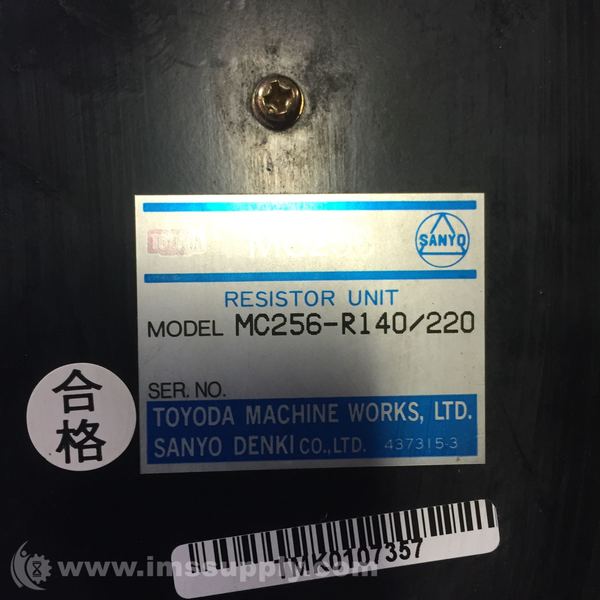 SANYO
RESISTOR UNIT
MODEL MC256-R140/220
SER. NO.
TOYODA MACHINE WORKS, LTD.
SANYO DENKI CO., LTD. 437315-3
合格
IMK0107357
www.imssupply.com